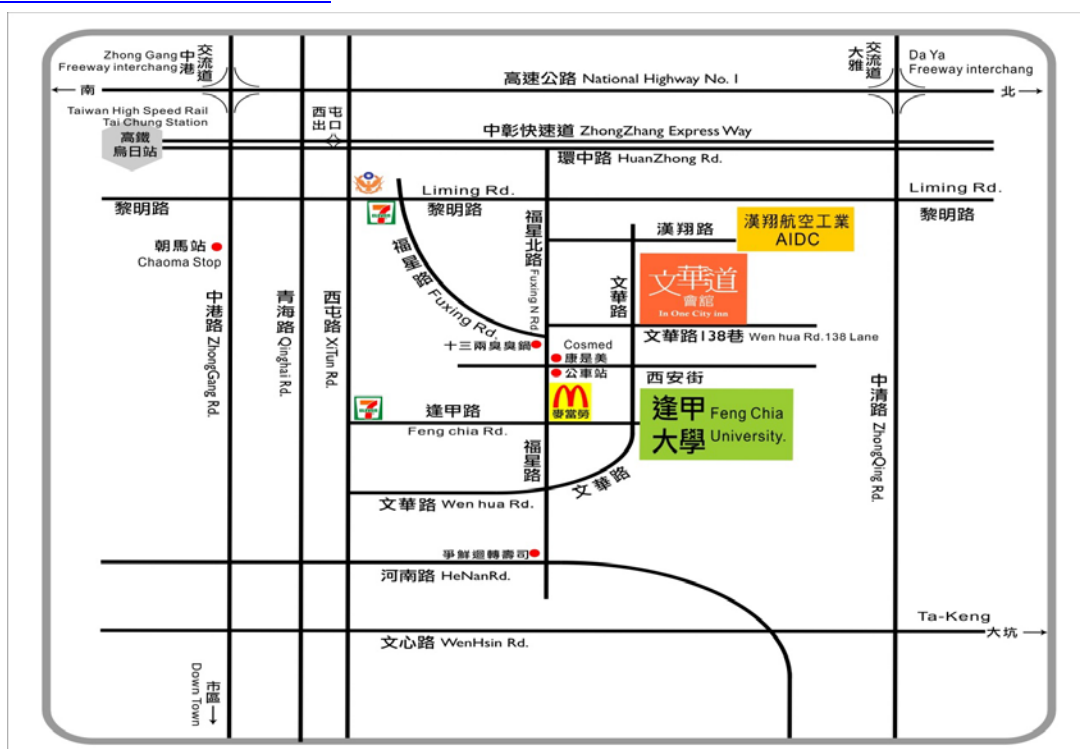 Zhong Gang
Freeway interchang
中港
交流道
大雅
交流道
Da Ya
Freeway interchang
高速公路 National Highway No. 1
← 南
北 →
Taiwan High Speed Rail
Tai Chung Station
高鐵
烏日站
西屯
出口
中彰快速道 ZhongZhang Express Way
環中路 HuanZhong Rd.
Liming Rd.
黎明路
Liming Rd.
黎明路
Liming Rd.
黎明路
7
ELEVEN
朝馬站
Chaoma Stop
福星路 Fuxing Rd.
福星北路 Fuxing N Rd
漢翔路
漢翔航空工業
AIDC
文華道
會館
In One City inn
文華路
文華路138巷 Wen hua Rd.138 Lane
中港路 ZhongGang Rd.
青海路 Qinghai Rd.
西屯路 XiTun Rd.
十三兩臭臭鍋
Cosmed
康是美
公車站
西安街
麥當勞
7
ELEVEN
逢甲路
Feng chia Rd.
逢甲
大學
Feng Chia
University.
中清路 ZhongQing Rd.
福星路
文華路
文華路 Wen hua Rd.
爭鮮迴轉壽司
河南路 HeNanRd.
文心路 WenHsin Rd.
Ta-Keng
大坑 →
Down Town
市區 →